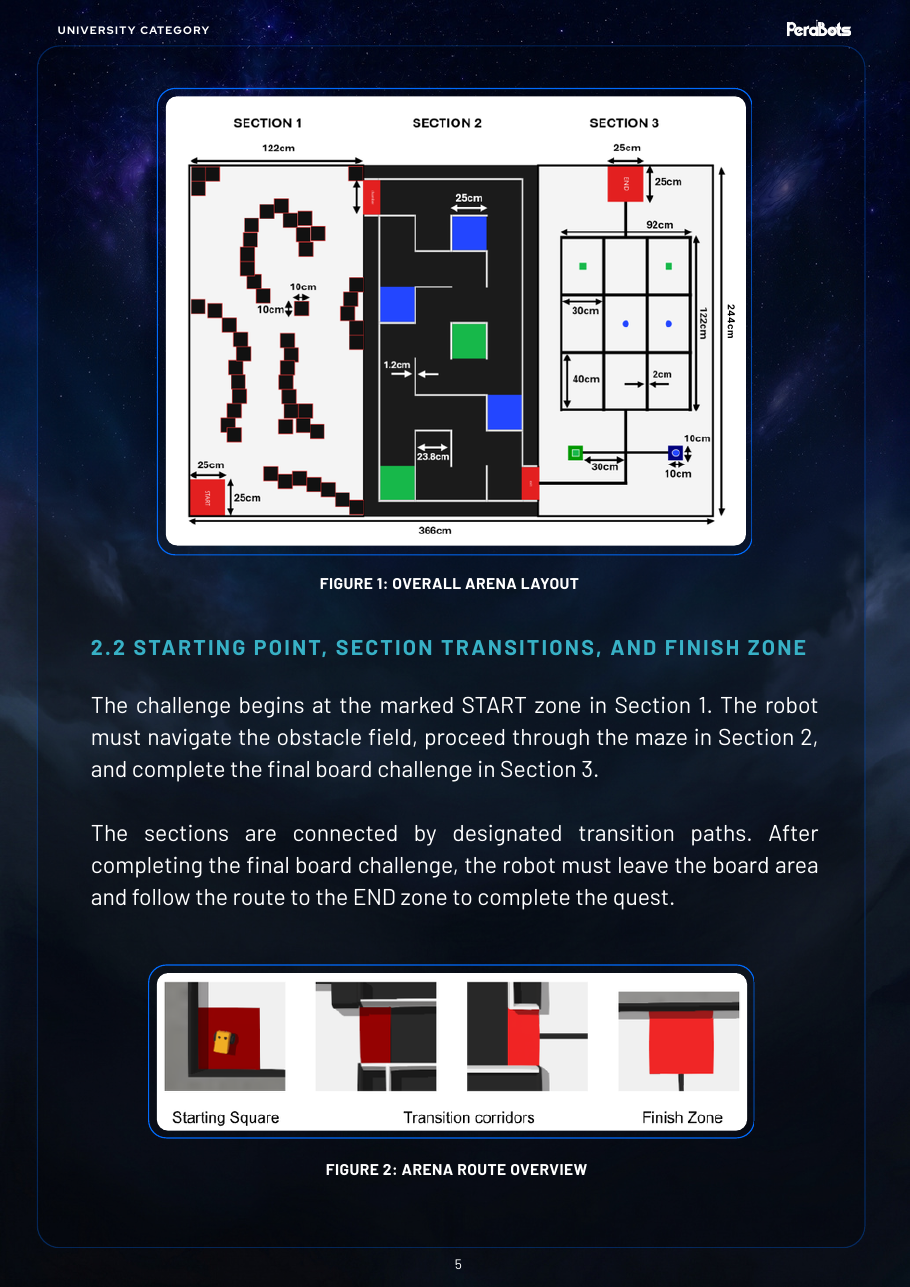 UNIVERSITY CATEGORY
PeraBots
SECTION 1
SECTION 2
SECTION 3
122cm
25cm
END
25cm
25cm
92cm
10cm
10cm
30cm
122cm
244cm
1.2cm
40cm
2cm
23.8cm
10cm
30cm
10cm
25cm
START
25cm
366cm
FIGURE 1: OVERALL ARENA LAYOUT
2.2 STARTING POINT, SECTION TRANSITIONS, AND FINISH ZONE
The challenge begins at the marked START zone in Section 1. The robot
must navigate the obstacle field, proceed through the maze in Section 2,
and complete the final board challenge in Section 3.
The sections are connected by designated transition paths. After
completing the final board challenge, the robot must leave the board area
and follow the route to the END zone to complete the quest.
Starting Square
Transition corridors
Finish Zone
FIGURE 2: ARENA ROUTE OVERVIEW
5